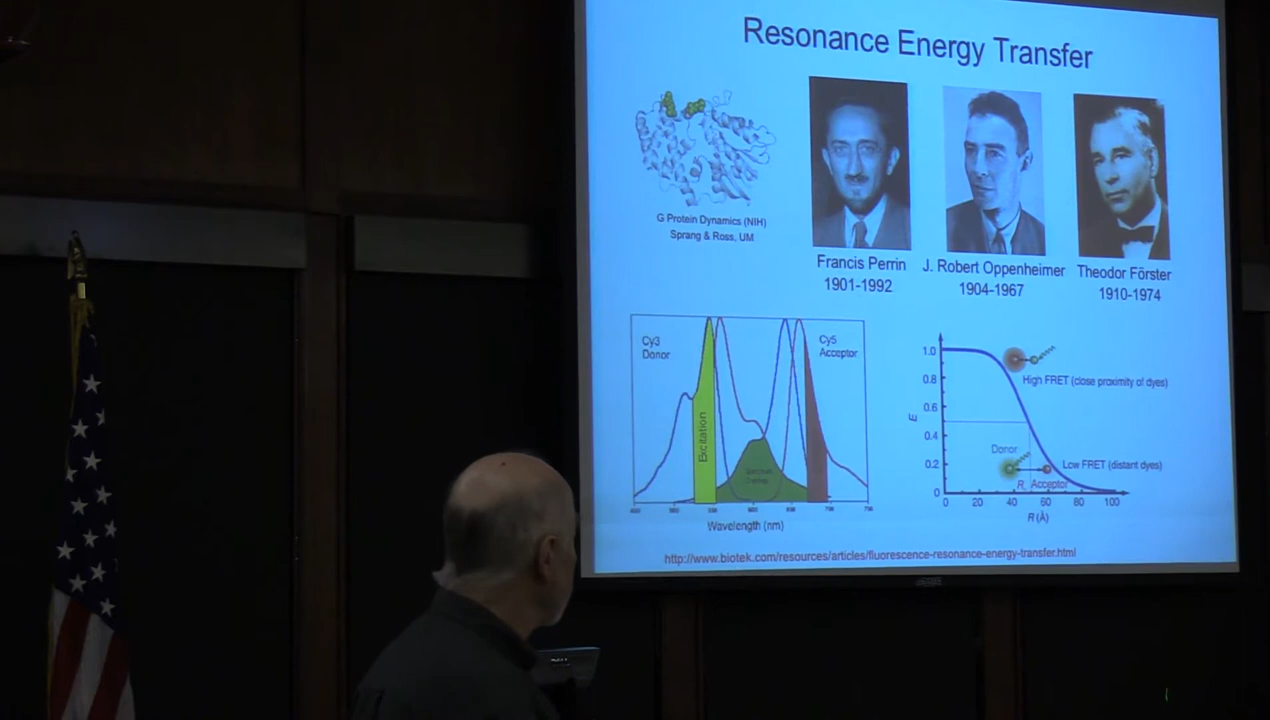 Resonance Energy Transfer
G Protein Dynamics (NIH)
Sprang & Ross, UM
Francis Perrin
1901-1992
J. Robert Oppenheimer
1904-1967
Theodor Förster
1910-1974
Cy3
Donor
Cy5
Acceptor
Excitation
Wavelength (nm)
E
1.0
0.8
0.6
0.4
0.2
0
High FRET (close proximity of dyes)
Donor
Low FRET (distant dyes)
Acceptor
0 20 40 60 80 100
R (Å)
http://www.biotek.com/resources/articles/fluorescence-resonance-energy-transfer.html